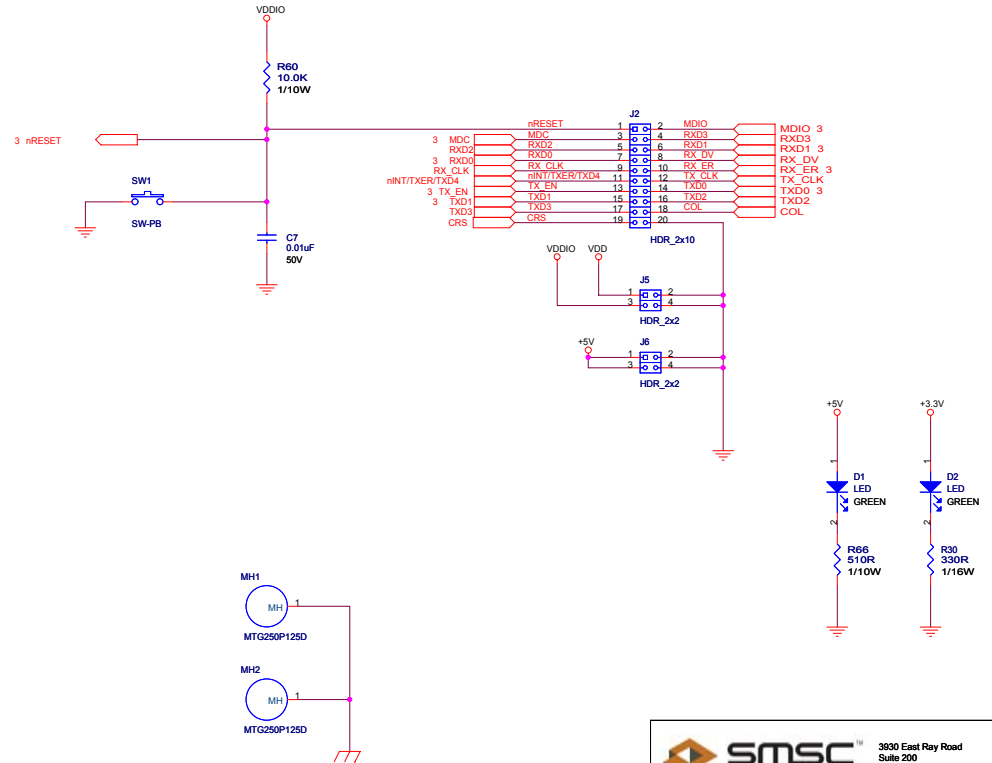 VDDIO
R60
10.0K
1/10W
3 nRESET
SW1
SW-PB
C7
0.01uF
50V
J2
nRESET 1 2 MDIO MDIO 3
3 MDC MDC 3 4 RXD3 RXD3
RXD2 RXD2 5 6 RXD1 RXD1 3
3 RXD0 RXD0 7 8 RX_DV RX_DV
RX_CLK RX_CLK 9 10 RX_ER RX_ER 3
nINT/TXER/TXD4 nINT/TXER/TXD4 11 12 TX_CLK TX_CLK
3 TX_EN TX_EN 13 14 TXD0 TXD0 3
3 TXD1 TXD1 15 16 TXD2 TXD2
TXD3 TXD3 17 18 COL COL
CRS CRS 19 20
HDR_2x10
VDDIO VDD
J5
1 2
3 4
HDR_2x2
+5V
J6
1 2
3 4
HDR_2x2
+5V
1
D1
LED
GREEN
2
R66
510R
1/10W
+3.3V
1
D2
LED
GREEN
2
R30
330R
1/16W
MH1
MH 1
MTG250P125D
MH2
MH 1
MTG250P125D
SMSC™
3930 East Ray Road
Suite 200